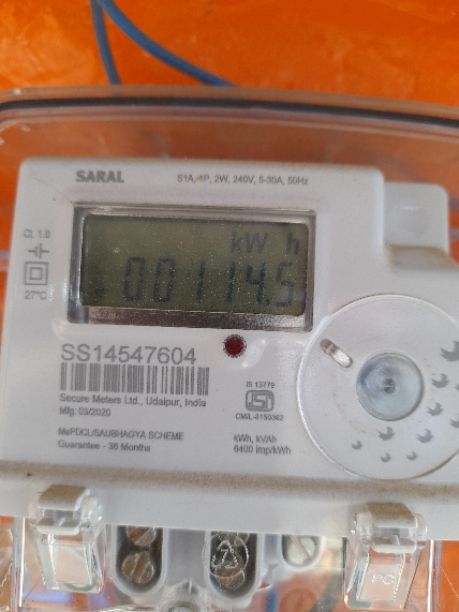 SARAL
S1A, 1P, 2W, 240V, 5-30A, 50Hz
CL 1.0
27°C
kW h
00114.5
SS14547604
Secure Meters Ltd., Udaipur, India
Mfg: 03/2020
MePDCL/SAUBHAGYA SCHEME
Guarantee - 36 Months
IS 13779
ISI
CM/L-8150362
kWh, kVAh
6400 imp/kWh
PC